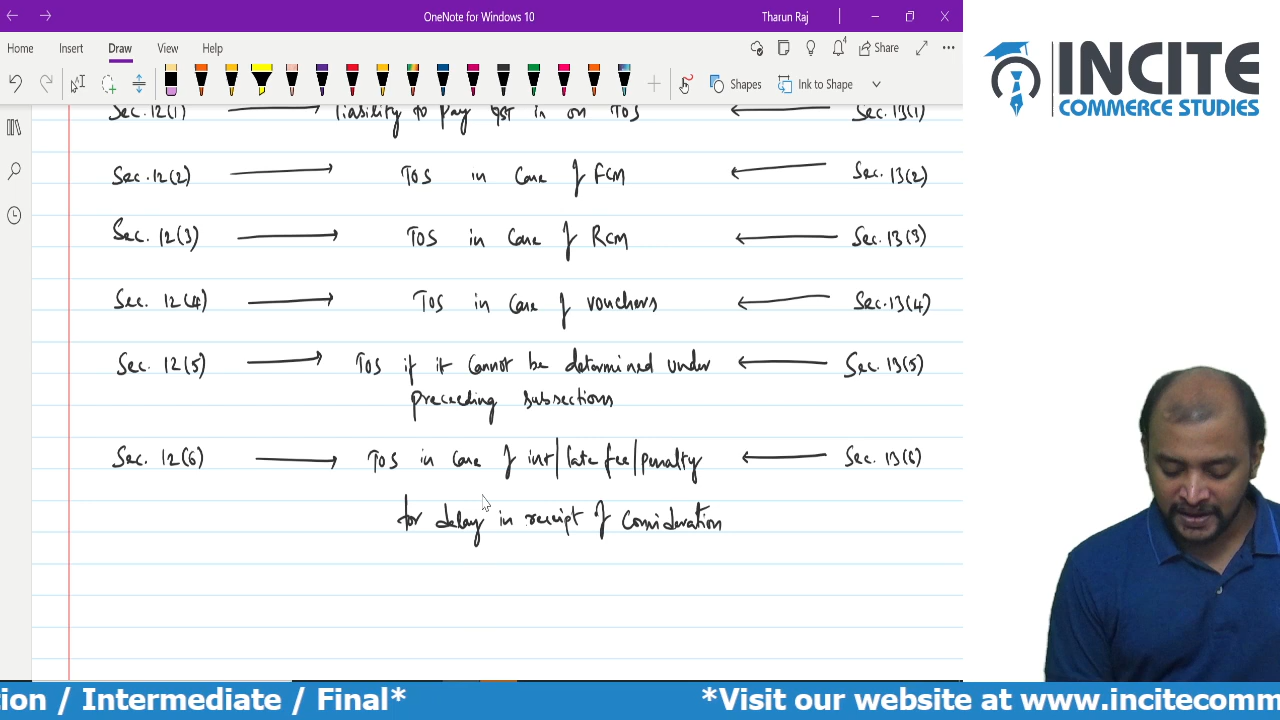 OneNote for Windows 10
Tharun Raj
Home Insert Draw View Help
4 Share
Shapes Ink to Shape
INCITE
COMMERCE STUDIES
Sec.12(1) liability to pay GST is on TOS Sec.13(1)
Sec.12(2) TOS in Case of FCM Sec.13(2)
Sec.12(3) TOS in Case of RCM Sec.13(3)
Sec. 12(4) TOS in Case of vouchers Sec.13(4)
Sec. 12(5) TOS if it cannot be determined under Sec.13(5)
preceeding subsections
Sec. 12(6) TOS in Case of int/late fee/penalty Sec.13(6)
for delay in receipt of Consideration
tion / Intermediate / Final* *Visit our website at www.incitecomm